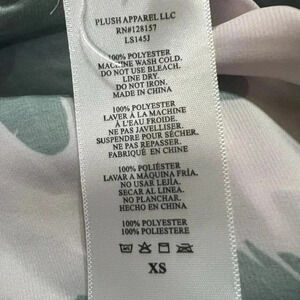 PLUSH APPAREL LLC
RN#128157
LS145J
100% POLYESTER
MACHINE WASH COLD.
DO NOT BLEACH.
LINE DRY.
DO NOT IRON.
MADE IN CHINA
100% POLYESTER
LAVER À LA MACHINE
À L'EAU FROIDE.
NE PAS JAVELLISER.
SUSPENDRE POUR SÉCHER.
NE PAS REPASSER.
FABRIQUÉ EN CHINE
100% POLIÉSTER
LAVAR A MÁQUINA FRÍA.
NO USAR LEJÍA.
SECAR AL LINEA.
NO PLANCHAR.
HECHO EN CHINA
100% POLYESTER
100% POLIESTERE
XS